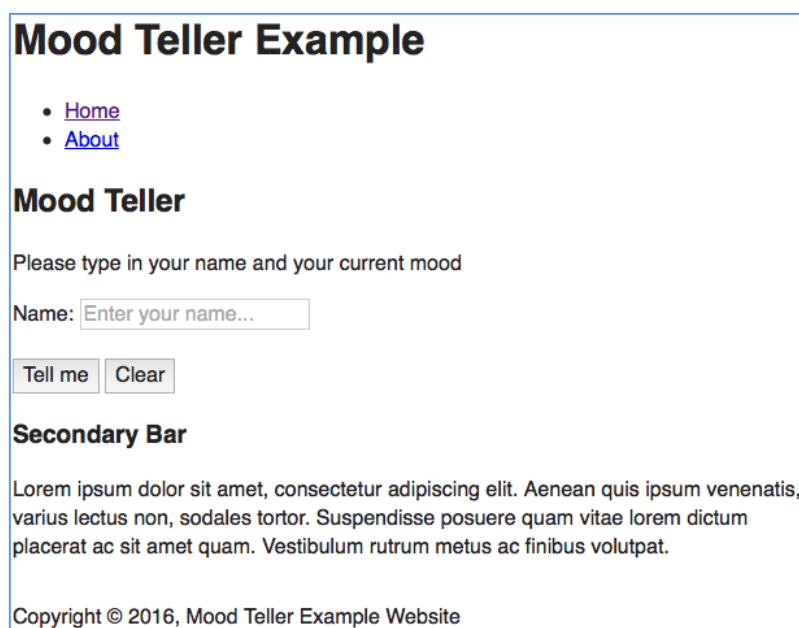 Mood Teller Example
Home
About
Mood Teller
Please type in your name and your current mood
Name: Enter your name...
Tell me Clear
Secondary Bar
Lorem ipsum dolor sit amet, consectetur adipiscing elit. Aenean quis ipsum venenatis,
varius lectus non, sodales tortor. Suspendisse posuere quam vitae lorem dictum
placerat ac sit amet quam. Vestibulum rutrum metus ac finibus volutpat.
Copyright © 2016, Mood Teller Example Website